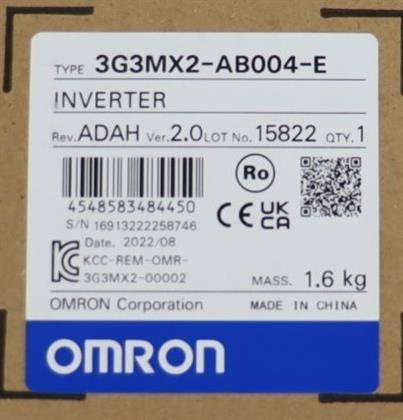 TYPE 3G3MX2-AB004-E
INVERTER
Rev. ADAH Ver. 2.0 LOT No. 15822 QTY. 1
Ro
4548583484450
S/N 16913222258746
CE UK CA
Date. 2022/08
KC KCC-REM-OMR-
3G3MX2-00002
MASS. 1.6 kg
OMRON Corporation MADE IN CHINA
OMRON